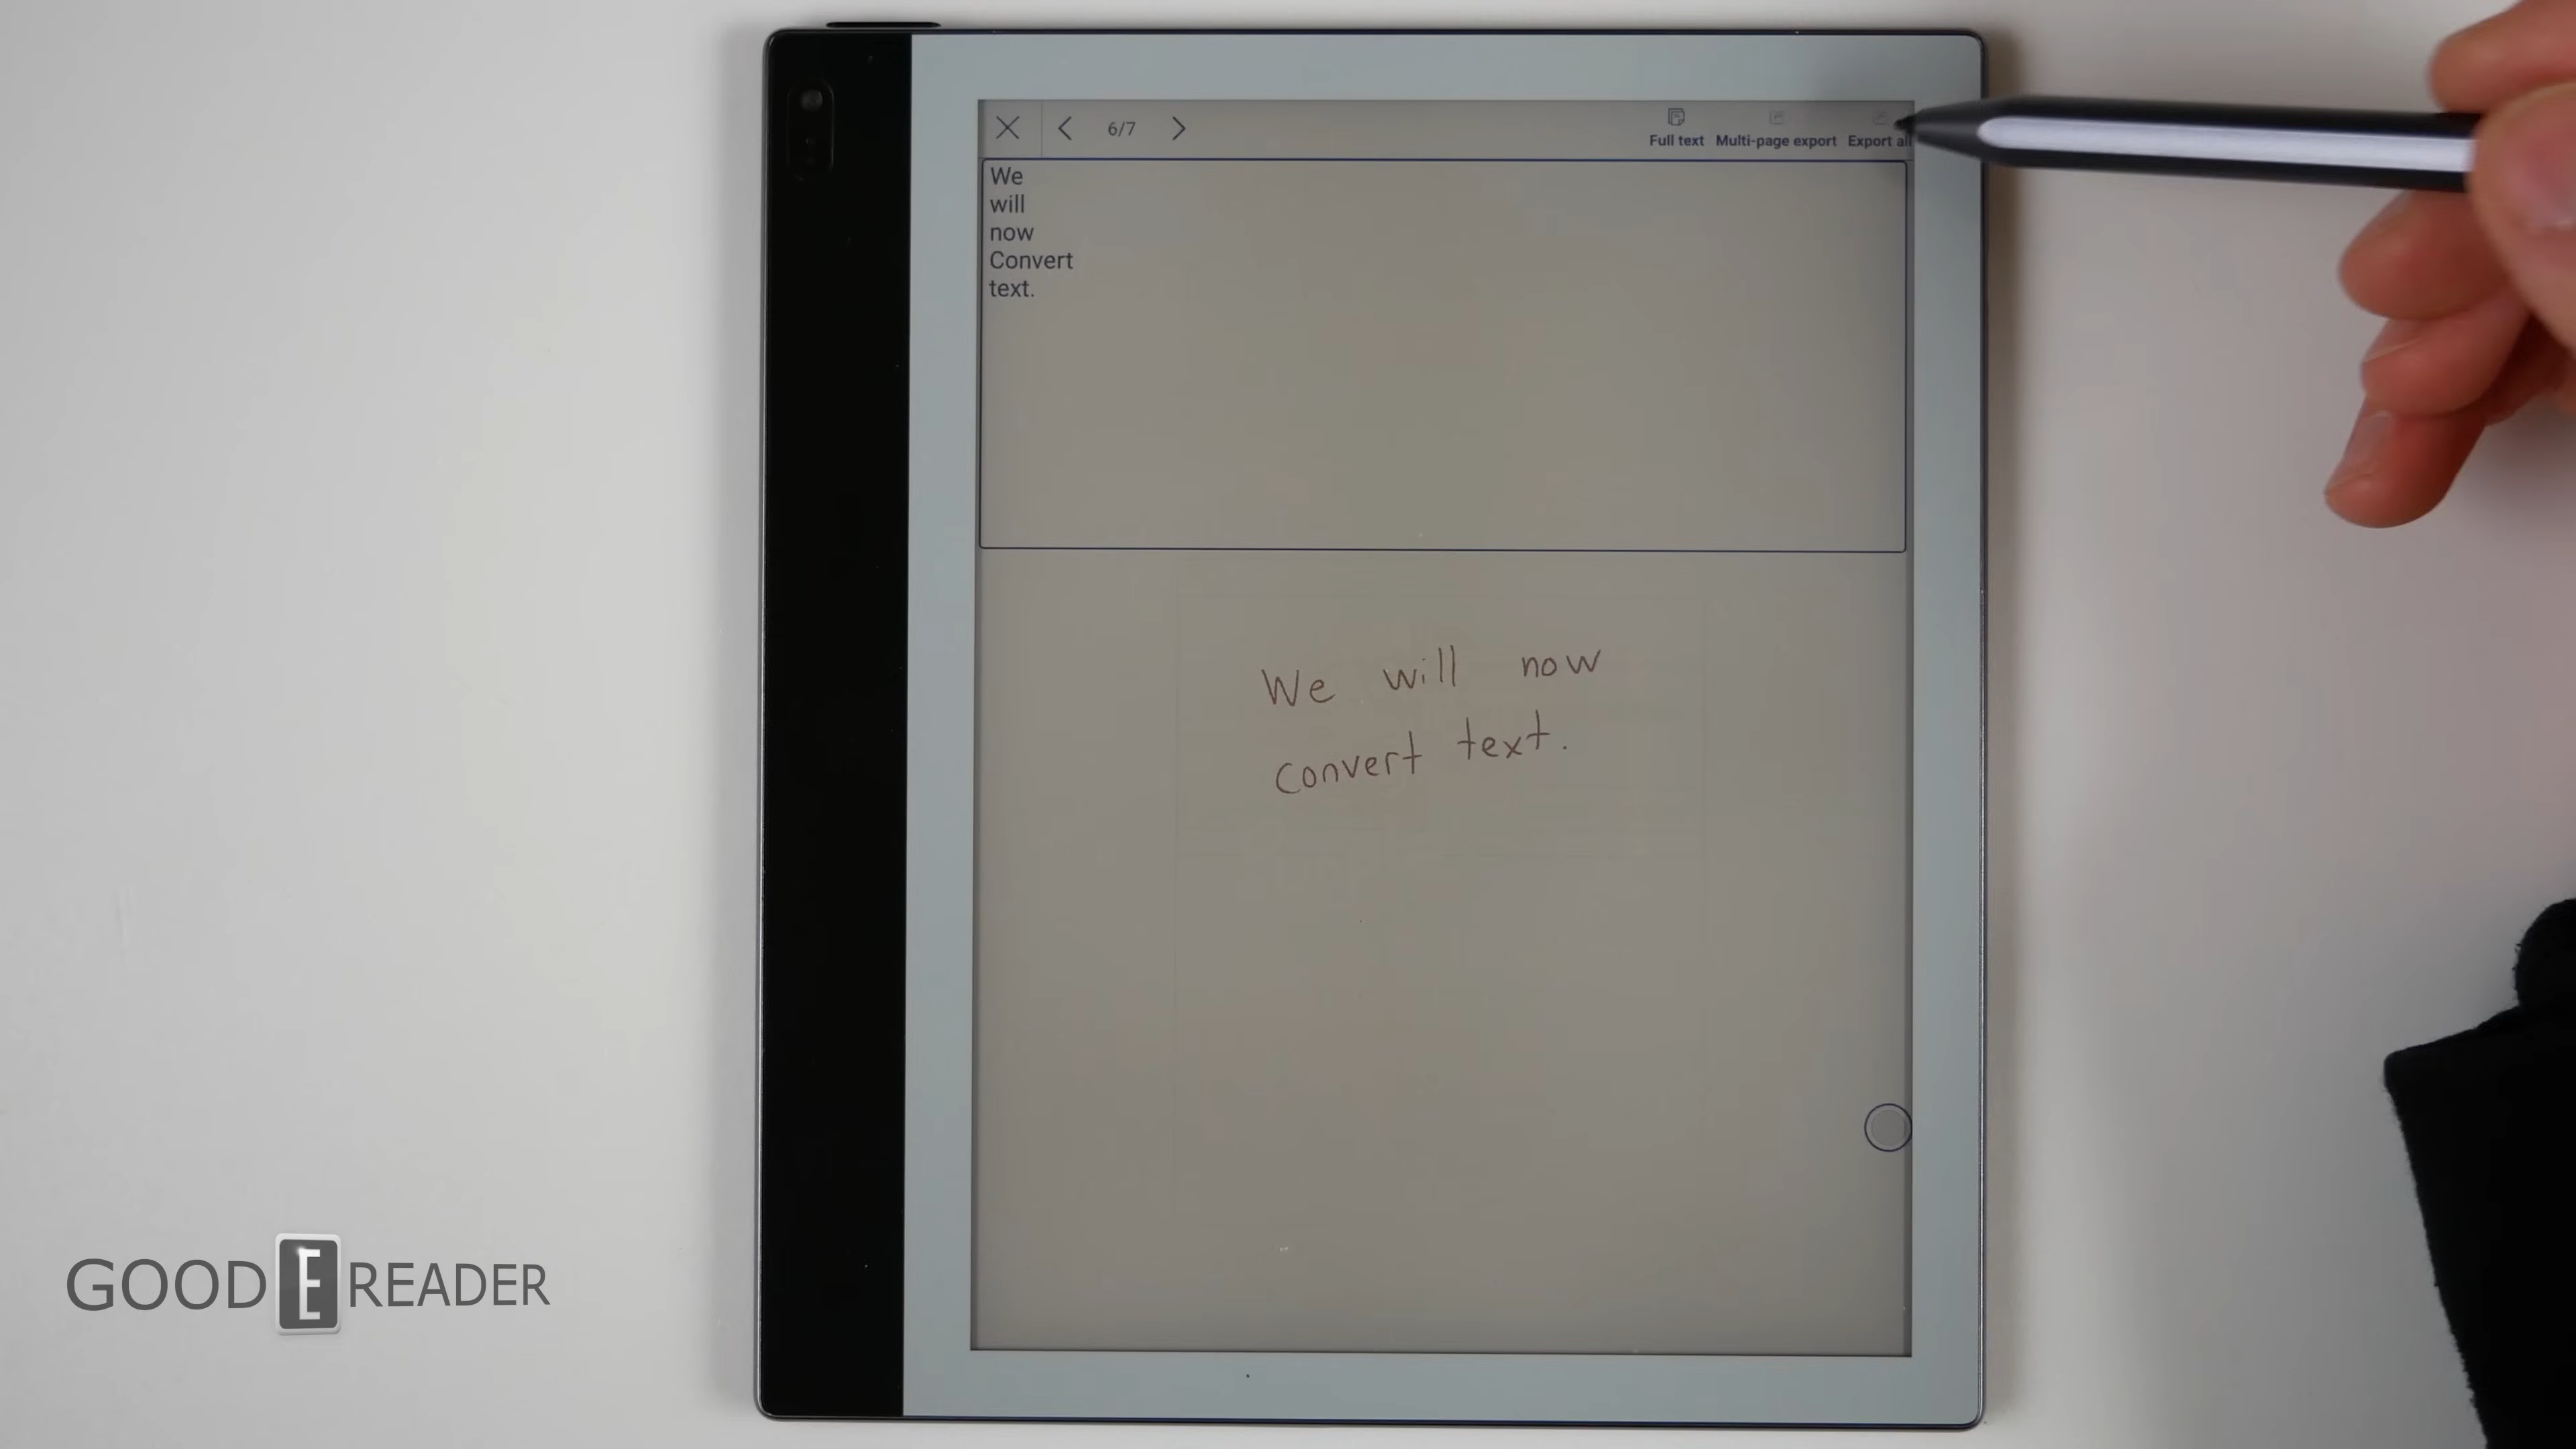 6/7
Full text Multi-page export Export all
We
will
now
Convert
text.
We will now
convert text.
GOOD E READER